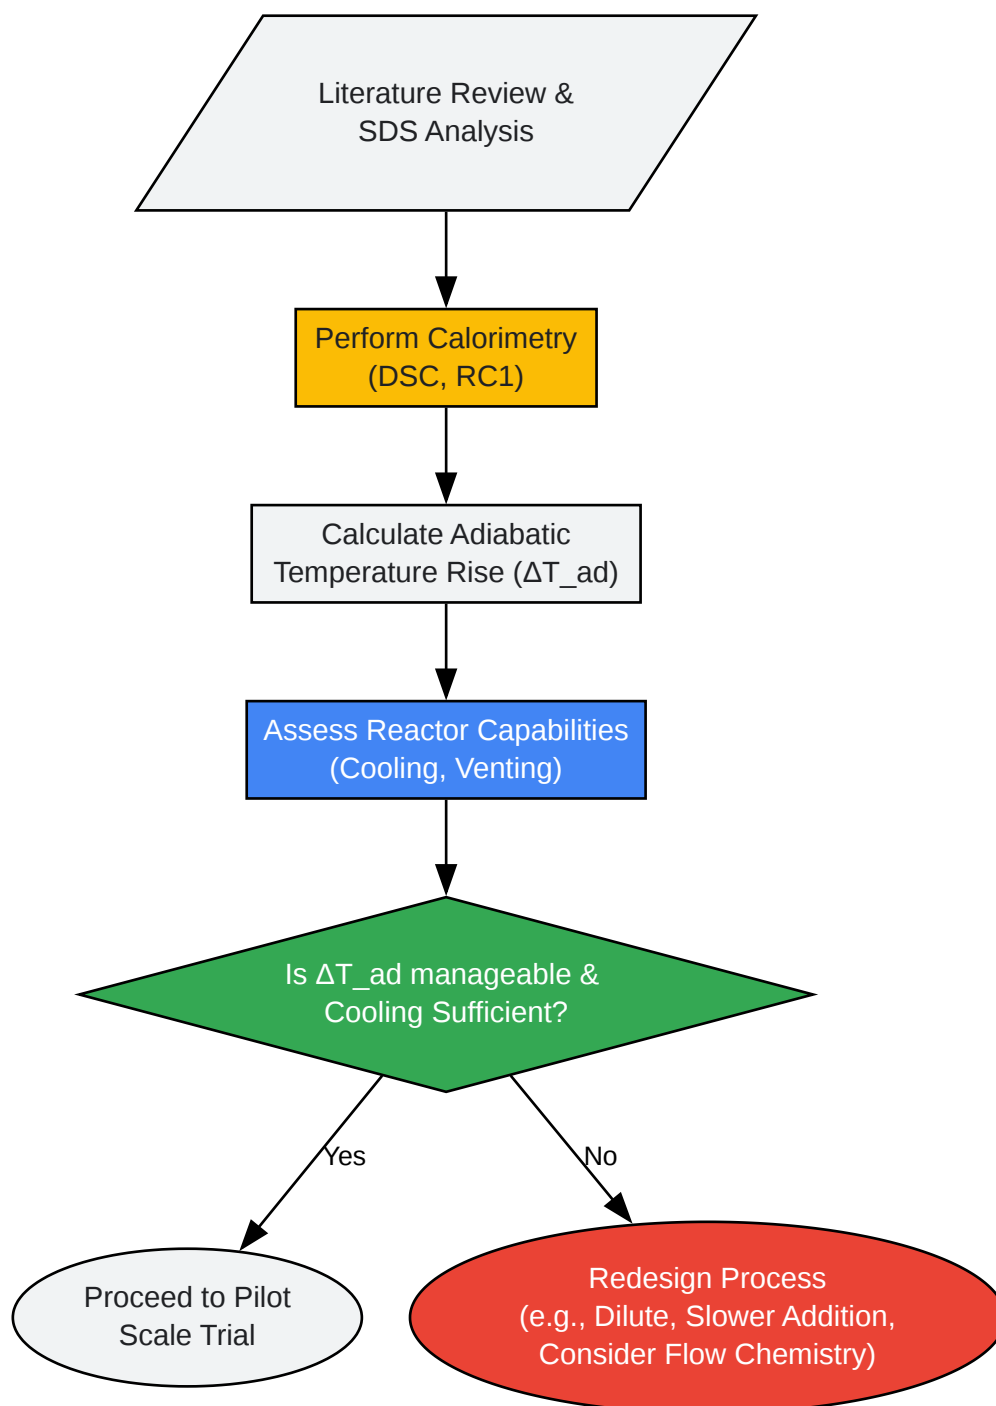 Literature Review &
SDS Analysis
Perform Calorimetry
(DSC, RC1)
Calculate Adiabatic
Temperature Rise (ΔT_ad)
Assess Reactor Capabilities
(Cooling, Venting)
Is ΔT_ad manageable &
Cooling Sufficient?
Yes
No
Proceed to Pilot
Scale Trial
Redesign Process
(e.g., Dilute, Slower Addition,
Consider Flow Chemistry)